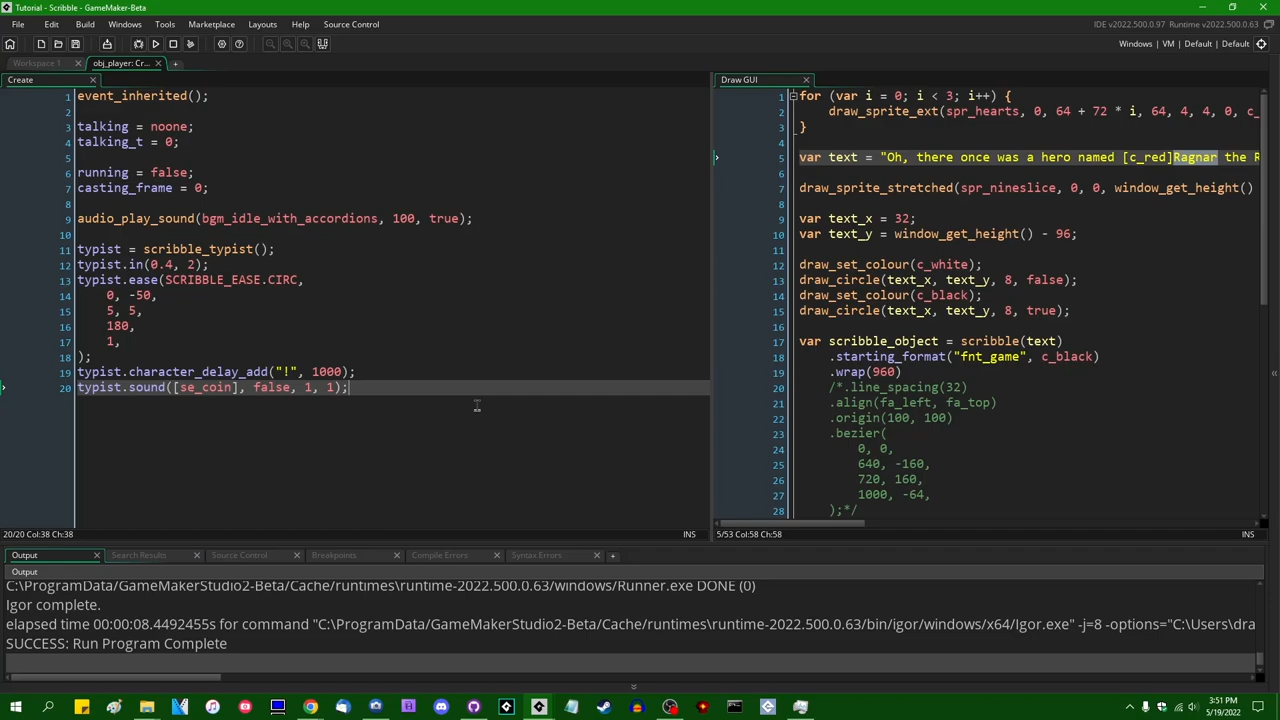 Tutorial - Scribble - GameMaker-Beta
File Edit Build Windows Tools Marketplace Layouts Help Source Control
IDE v2022.500.0.97 Runtime v2022.500.0.63
Windows | VM | Default | Default
Workspace 1
obj_player: Cr...
Create
1 event_inherited();
2
3 talking = noone;
4 talking_t = 0;
5
6 running = false;
7 casting_frame = 0;
8
9 audio_play_sound(bgm_idle_with_accordions, 100, true);
10
11 typist = scribble_typist();
12 typist.in(0.4, 2);
13 typist.ease(SCRIBBLE_EASE.CIRC,
14 0, -50,
15 5, 5,
16 180,
17 1,
18 );
19 typist.character_delay_add("!", 1000);
20 typist.sound([se_coin], false, 1, 1);
20/20 Col:38 Ch:38
INS
Draw GUI
1 for (var i = 0; i < 3; i++) {
2 draw_sprite_ext(spr_hearts, 0, 64 + 72 * i, 64, 4, 4, 0, c_
3 }
4
5 var text = "Oh, there once was a hero named [c_red]Ragnar the R
6
7 draw_sprite_stretched(spr_nineslice, 0, 0, window_get_height()
8
9 var text_x = 32;
10 var text_y = window_get_height() - 96;
11
12 draw_set_colour(c_white);
13 draw_circle(text_x, text_y, 8, false);
14 draw_set_colour(c_black);
15 draw_circle(text_x, text_y, 8, true);
16
17 var scribble_object = scribble(text)
18 .starting_format("fnt_game", c_black)
19 .wrap(960)
20 /*.line_spacing(32)
21 .align(fa_left, fa_top)
22 .origin(100, 100)
23 .bezier(
24 0, 0,
25 640, -160,
26 720, 160,
27 1000, -64,
28 );*/
5/53 Col:58 Ch:58
INS
Output Search Results Source Control Breakpoints Compile Errors Syntax Errors
Output
C:\ProgramData/GameMakerStudio2-Beta/Cache/runtimes\runtime-2022.500.0.63/windows/Runner.exe DONE (0)
Igor complete.
elapsed time 00:00:08.4492455s for command "C:\ProgramData/GameMakerStudio2-Beta/Cache/runtimes\runtime-2022.500.0.63/bin/igor/windows/x64/Igor.exe" -j=8 -options="C:\Users\dra
SUCCESS: Run Program Complete
3:51 PM
5/19/2022